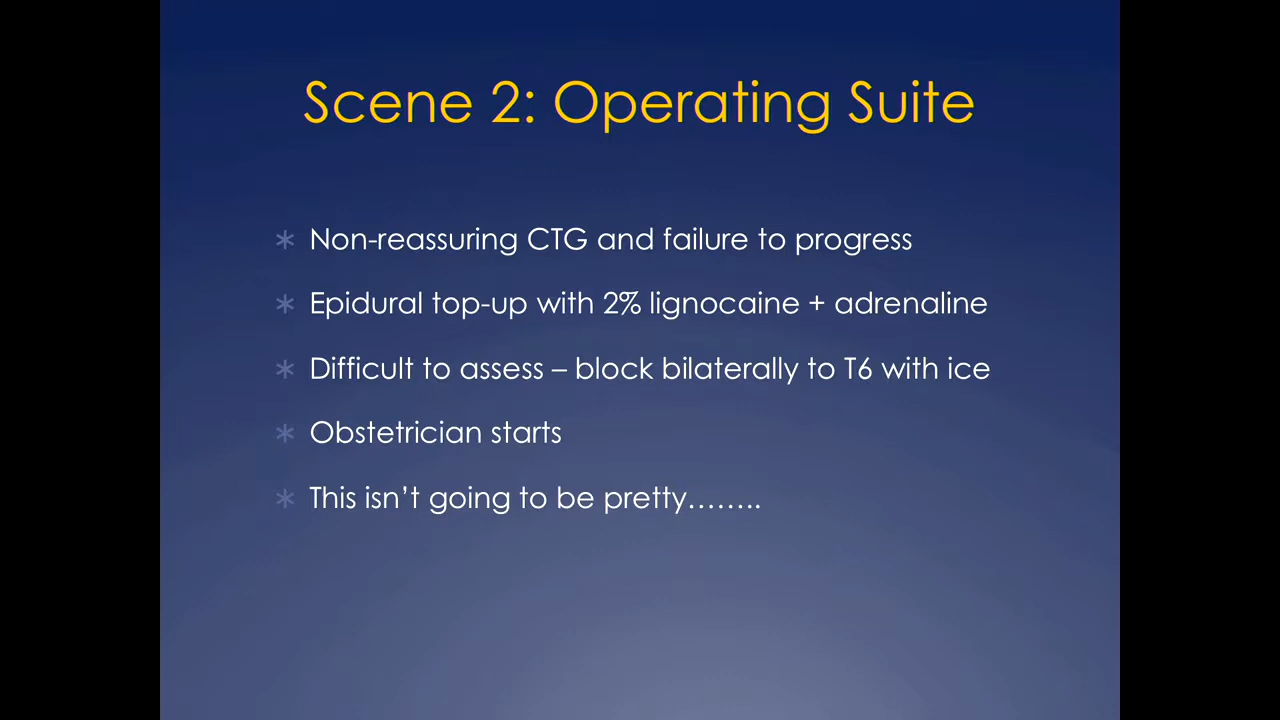 Scene 2: Operating Suite
Non-reassuring CTG and failure to progress
Epidural top-up with 2% lignocaine + adrenaline
Difficult to assess – block bilaterally to T6 with ice
Obstetrician starts
This isn’t going to be pretty……..